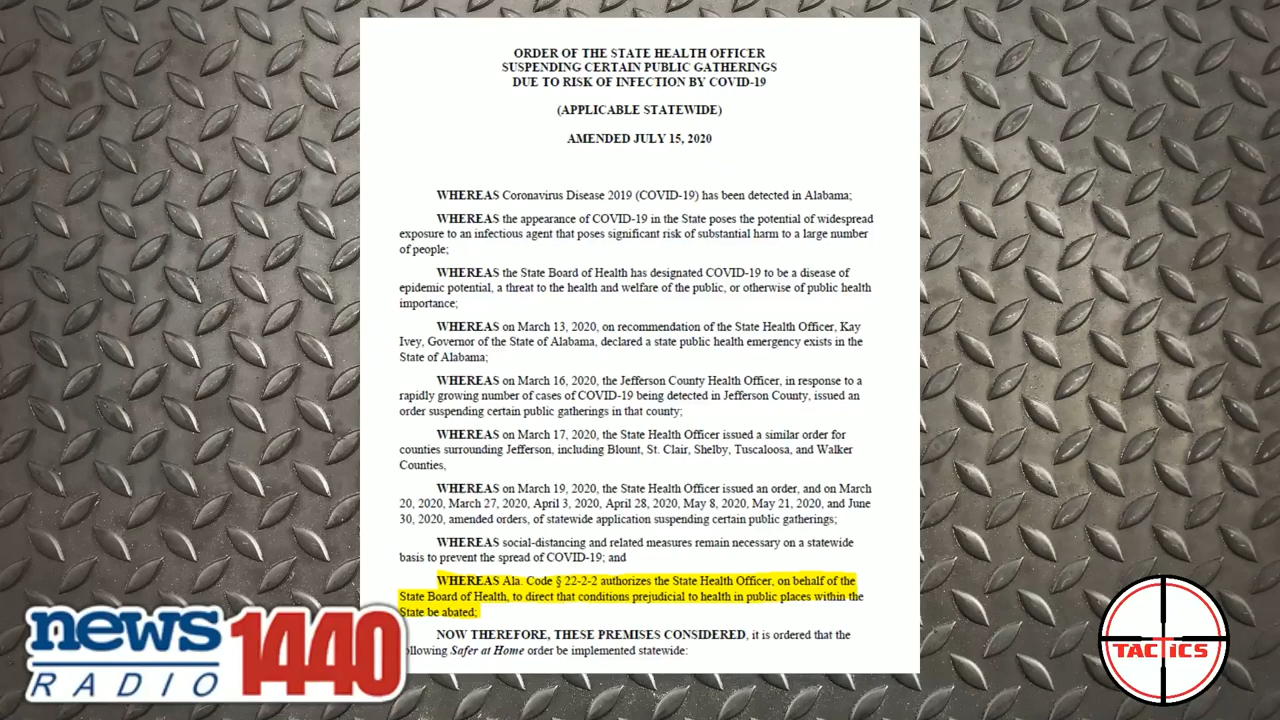 ORDER OF THE STATE HEALTH OFFICER
SUSPENDING CERTAIN PUBLIC GATHERINGS
DUE TO RISK OF INFECTION BY COVID-19
(APPLICABLE STATEWIDE)
AMENDED JULY 15, 2020
WHEREAS Coronavirus Disease 2019 (COVID-19) has been detected in Alabama;
WHEREAS the appearance of COVID-19 in the State poses the potential of widespread
exposure to an infectious agent that poses significant risk of substantial harm to a large number
of people;
WHEREAS the State Board of Health has designated COVID-19 to be a disease of
epidemic potential, a threat to the health and welfare of the public, or otherwise of public health
importance;
WHEREAS on March 13, 2020, on recommendation of the State Health Officer, Kay
Ivey, Governor of the State of Alabama, declared a state public health emergency exists in the
State of Alabama;
WHEREAS on March 16, 2020, the Jefferson County Health Officer, in response to a
rapidly growing number of cases of COVID-19 being detected in Jefferson County, issued an
order suspending certain public gatherings in that county;
WHEREAS on March 17, 2020, the State Health Officer issued a similar order for
counties surrounding Jefferson, including Blount, St. Clair, Shelby, Tuscaloosa, and Walker
Counties,
WHEREAS on March 19, 2020, the State Health Officer issued an order, and on March
20, 2020, March 27, 2020, April 3, 2020, April 28, 2020, May 8, 2020, May 21, 2020, and June
30, 2020, amended orders, of statewide application suspending certain public gatherings;
WHEREAS social-distancing and related measures remain necessary on a statewide
basis to prevent the spread of COVID-19; and
WHEREAS Ala. Code § 22-2-2 authorizes the State Health Officer, on behalf of the
State Board of Health, to direct that conditions prejudicial to health in public places within the
State be abated;
NOW THEREFORE, THESE PREMISES CONSIDERED, it is ordered that the
ollowing Safer at Home order be implemented statewide:
news 1440
RADIO
TACTICS